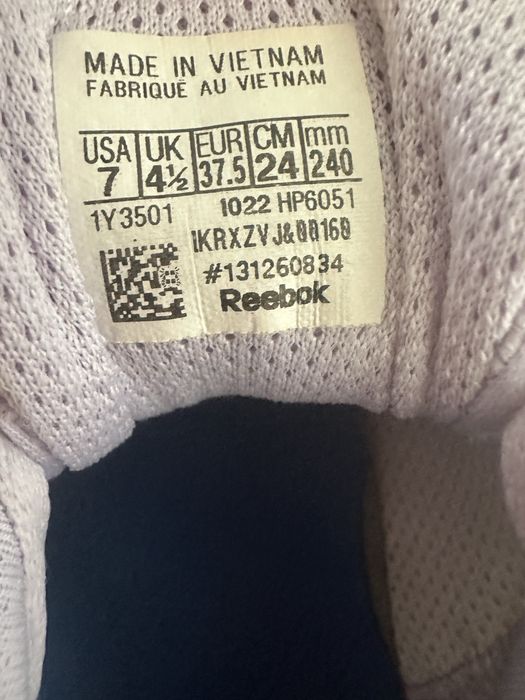 MADE IN VIETNAM
FABRIQUÉ AU VIETNAM
USA UK EUR CM mm
7 4½ 37.5 24 240
1Y3501 1022 HP6051
IKRXZVJ&00160
#131260834
Reebok